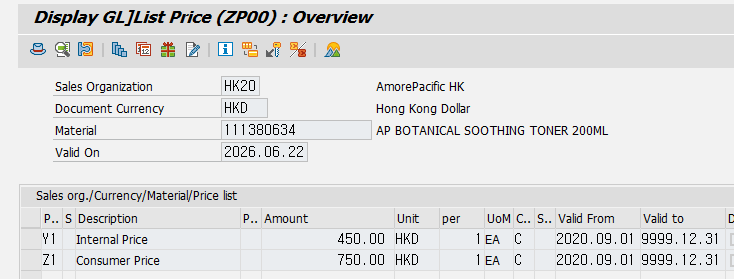 Display GL]List Price (ZP00) : Overview
Sales Organization HK20 AmorePacific HK
Document Currency HKD Hong Kong Dollar
Material 111380634 AP BOTANICAL SOOTHING TONER 200ML
Valid On 2026.06.22
Sales org./Currency/Material/Price list
P.. S Description P.. Amount Unit per UoM C.. S.. Valid From Valid to D
Y1 Internal Price 450.00 HKD 1 EA C 2020.09.01 9999.12.31
Z1 Consumer Price 750.00 HKD 1 EA C 2020.09.01 9999.12.31